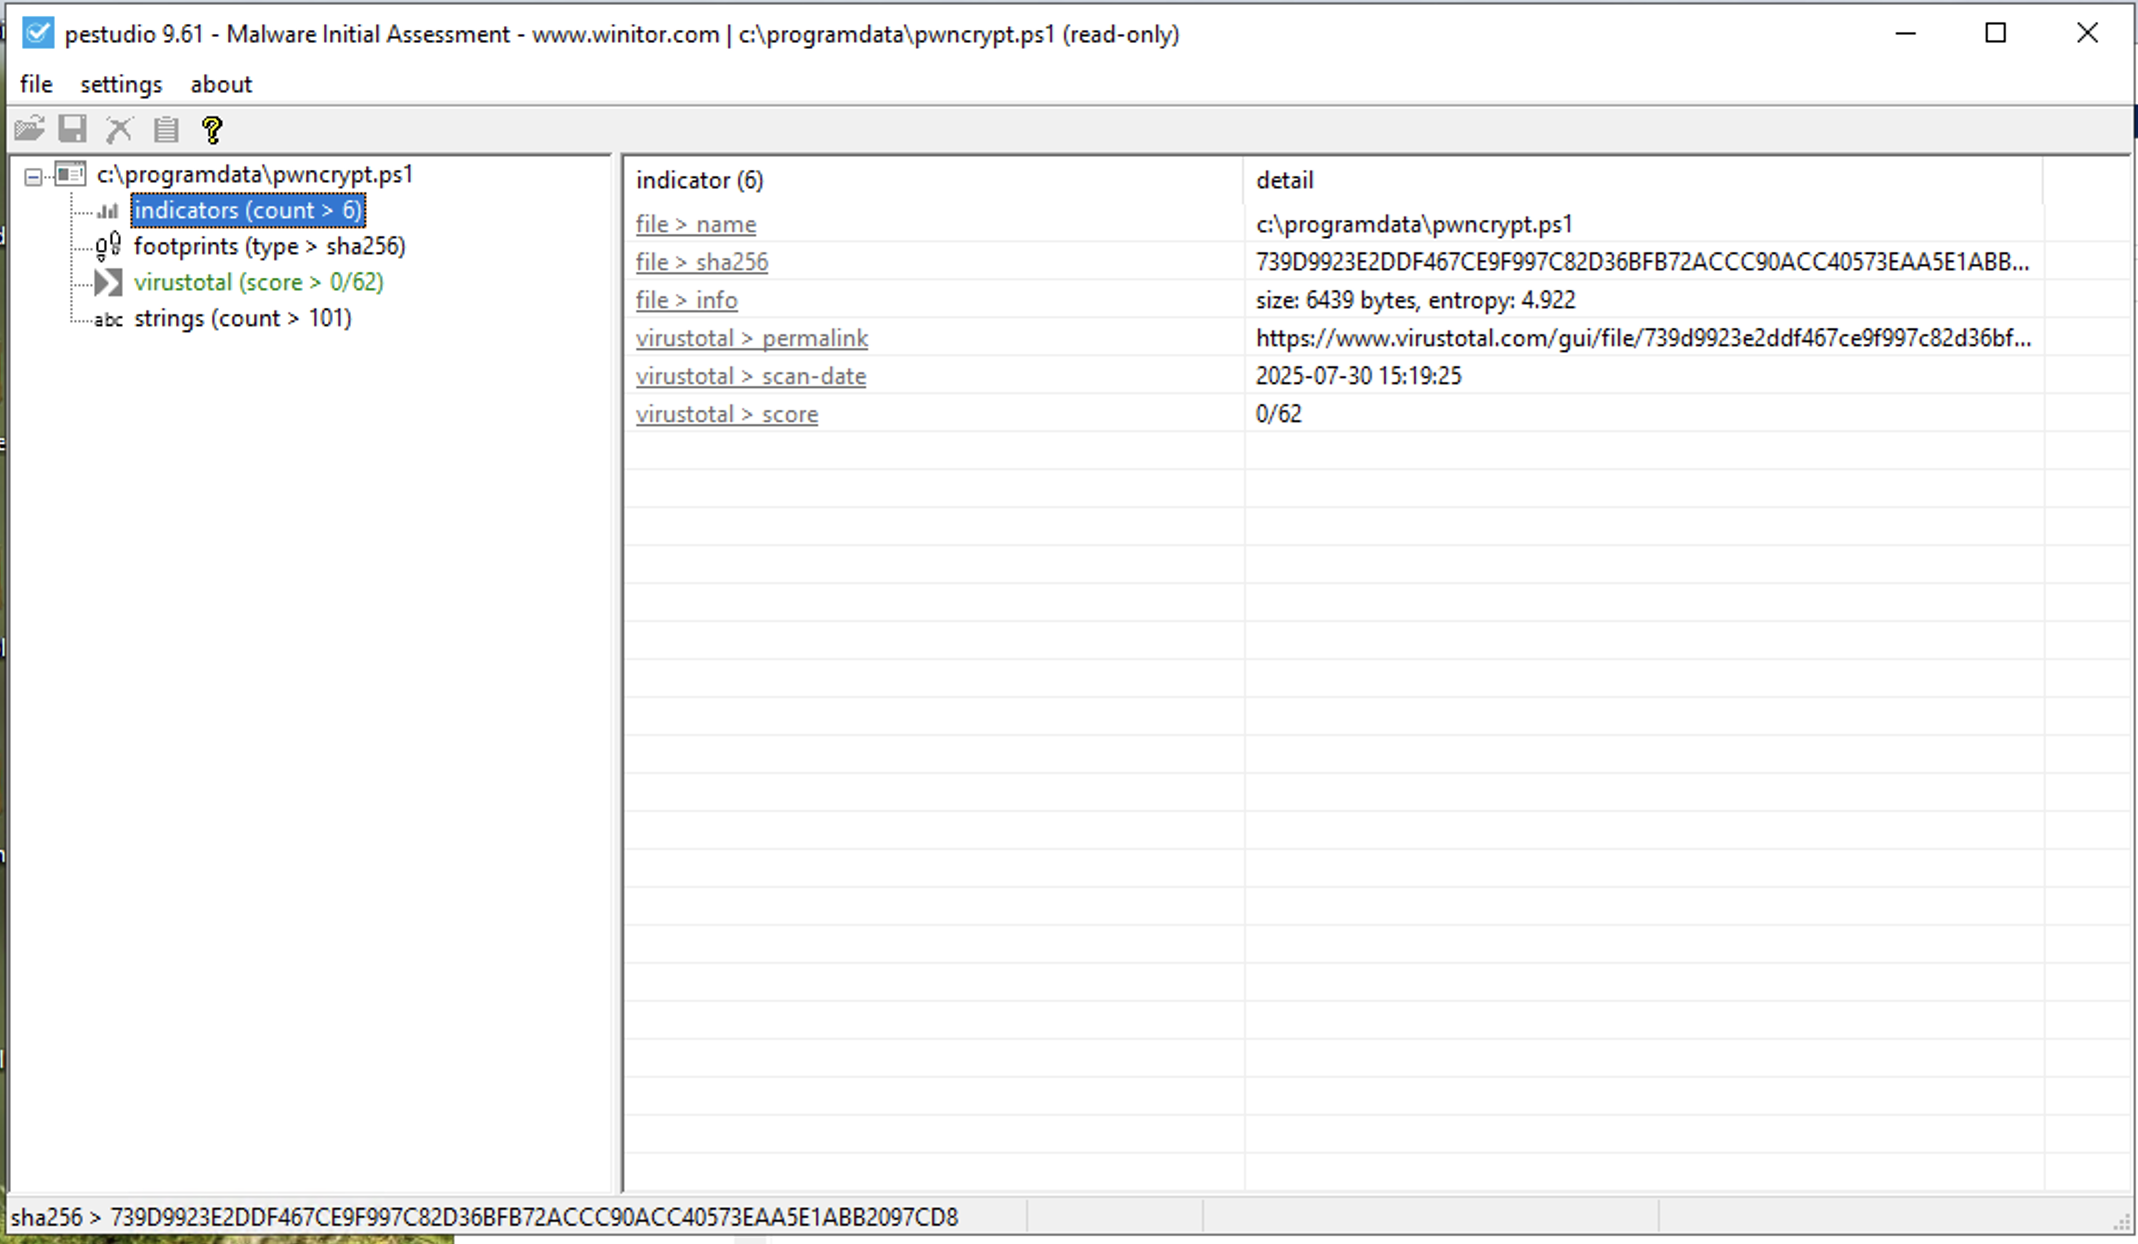 pestudio 9.61 - Malware Initial Assessment - www.winitor.com | c:\programdata\pwncrypt.ps1 (read-only)
file settings about
c:\programdata\pwncrypt.ps1
indicators (count > 6)
footprints (type > sha256)
virustotal (score > 0/62)
abc strings (count > 101)
indicator (6) detail
file > name c:\programdata\pwncrypt.ps1
file > sha256 739D9923E2DDF467CE9F997C82D36BFB72ACCC90ACC40573EAA5E1ABB...
file > info size: 6439 bytes, entropy: 4.922
virustotal > permalink https://www.virustotal.com/gui/file/739d9923e2ddf467ce9f997c82d36bf...
virustotal > scan-date 2025-07-30 15:19:25
virustotal > score 0/62
sha256 > 739D9923E2DDF467CE9F997C82D36BFB72ACCC90ACC40573EAA5E1ABB2097CD8